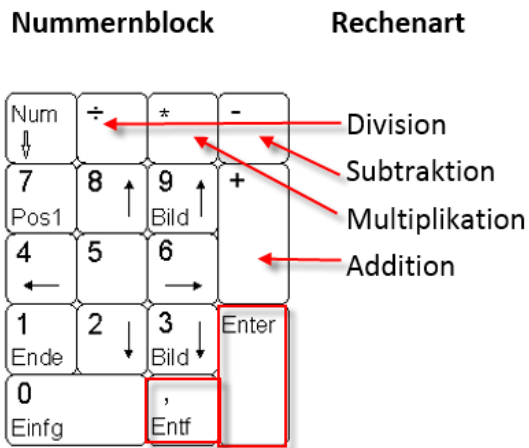 Nummernblock Rechenart
Num ÷ * -
Division
Subtraktion
7 8 9 +
Pos1 Bild
Multiplikation
4 5 6
Addition
1 2 3 Enter
Ende Bild
0 ,
Einfg Entf